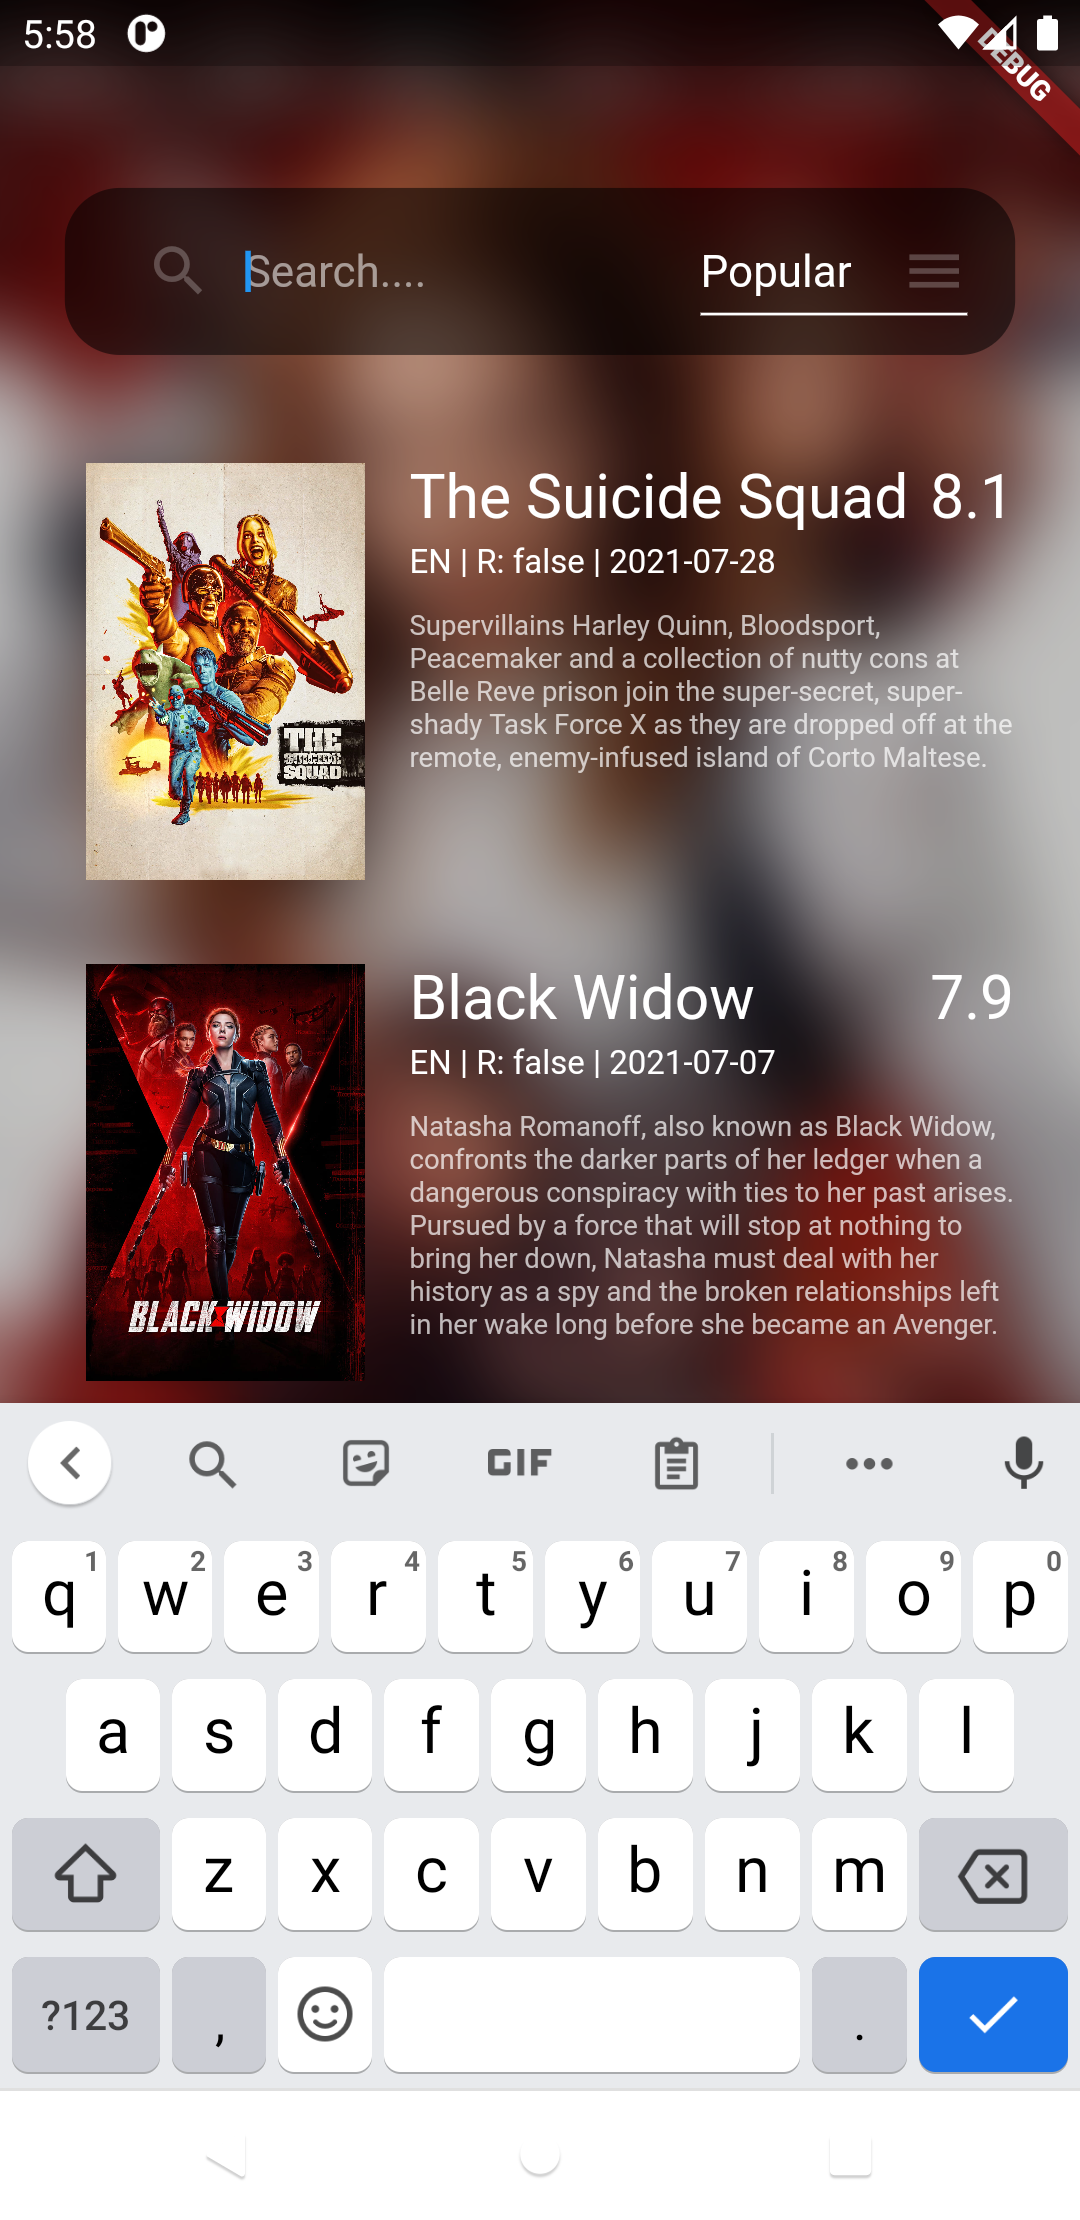 5:58
DEBUG
Search....
Popular
The Suicide Squad 8.1
EN | R: false | 2021-07-28
Supervillains Harley Quinn, Bloodsport,
Peacemaker and a collection of nutty cons at
Belle Reve prison join the super-secret, super-
shady Task Force X as they are dropped off at the
remote, enemy-infused island of Corto Maltese.
THE
SUICIDE
SQUAD
Black Widow 7.9
EN | R: false | 2021-07-07
Natasha Romanoff, also known as Black Widow,
confronts the darker parts of her ledger when a
dangerous conspiracy with ties to her past arises.
Pursued by a force that will stop at nothing to
bring her down, Natasha must deal with her
history as a spy and the broken relationships left
in her wake long before she became an Avenger.
BLACK WIDOW
GIF
q 1 w 2 e 3 r 4 t 5 y 6 u 7 i 8 o 9 p 0
a s d f g h j k l
z x c v b n m
?123 , .